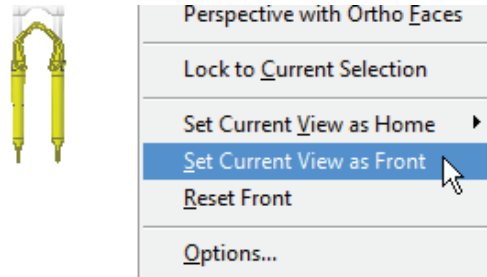 Perspective with Ortho Faces
Lock to Current Selection
Set Current View as Home
Set Current View as Front
Reset Front
Options...